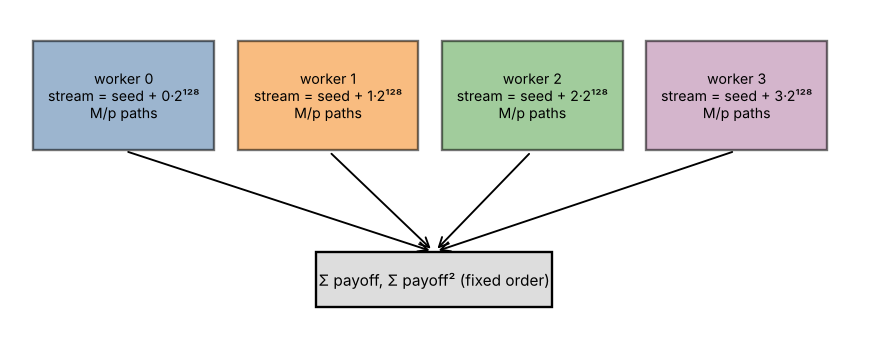 worker 0
stream = seed + 0·2¹²⁸
M/p paths
worker 1
stream = seed + 1·2¹²⁸
M/p paths
worker 2
stream = seed + 2·2¹²⁸
M/p paths
worker 3
stream = seed + 3·2¹²⁸
M/p paths
Σ payoff, Σ payoff² (fixed order)